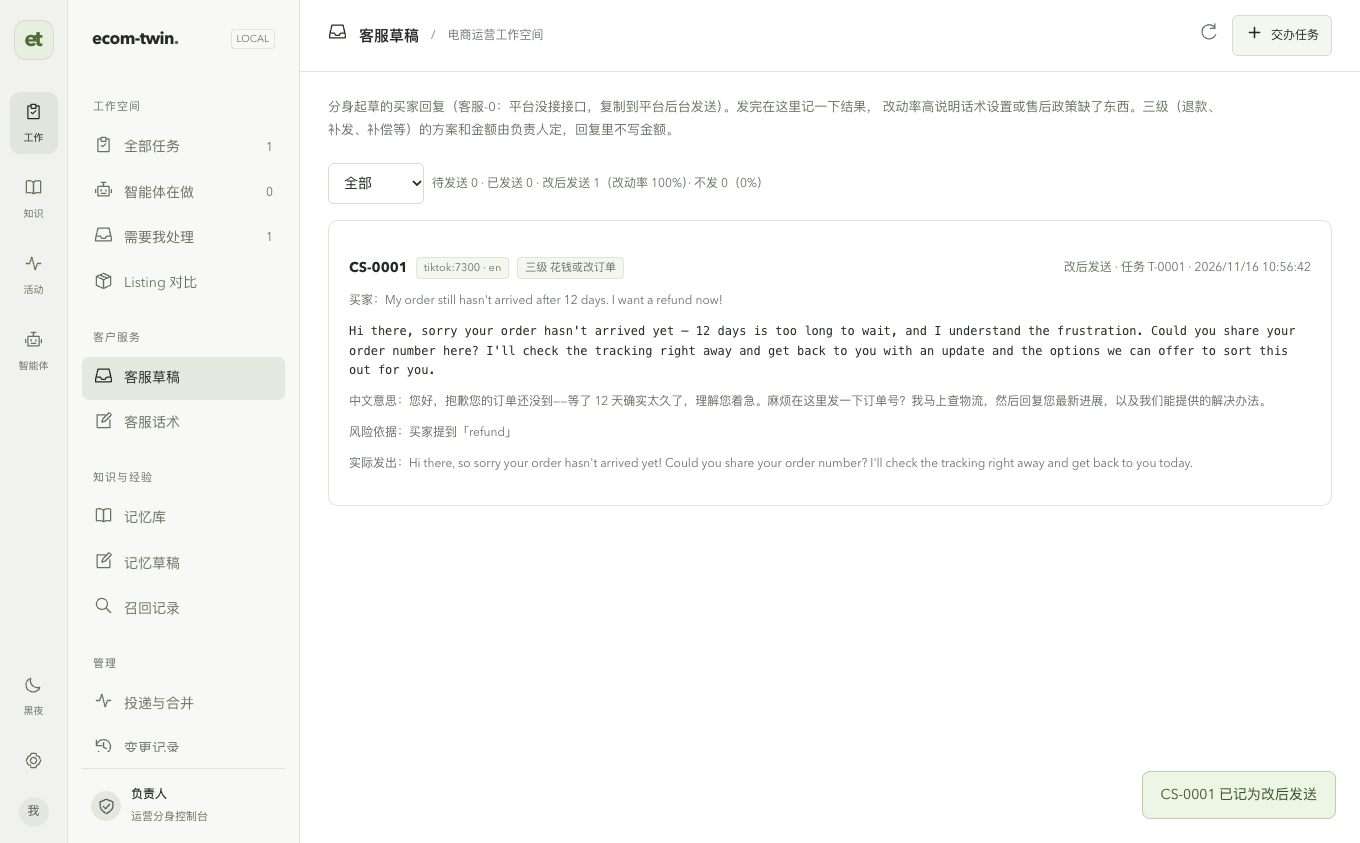 et
工作
知识
活动
智能体
黑夜
我
ecom-twin.
LOCAL
工作空间
全部任务 1
智能体在做 0
需要我处理 1
Listing 对比
客户服务
客服草稿
客服话术
知识与经验
记忆库
记忆草稿
召回记录
管理
投递与合并
变更记录
负责人
运营分身控制台
客服草稿 / 电商运营工作空间
交办任务
分身起草的买家回复（客服-0：平台没接接口，复制到平台后台发送）。发完在这里记一下结果， 改动率高说明话术设置或售后政策缺了东西。三级（退款、
补发、补偿等）的方案和金额由负责人定，回复里不写金额。
全部
待发送 0 · 已发送 0 · 改后发送 1（改动率 100%）· 不发 0（0%）
CS-0001 tiktok:7300 · en 三级 花钱或改订单 改后发送 · 任务 T-0001 · 2026/11/16 10:56:42
买家：My order still hasn't arrived after 12 days. I want a refund now!
Hi there, sorry your order hasn't arrived yet — 12 days is too long to wait, and I understand the frustration. Could you share your
order number here? I'll check the tracking right away and get back to you with an update and the options we can offer to sort this
out for you.
中文意思：您好，抱歉您的订单还没到——等了 12 天确实太久了，理解您着急。麻烦在这里发一下订单号？我马上查物流，然后回复您最新进展，以及我们能提供的解决办法。
风险依据：买家提到「refund」
实际发出：Hi there, so sorry your order hasn't arrived yet! Could you share your order number? I'll check the tracking right away and get back to you today.
CS-0001 已记为改后发送